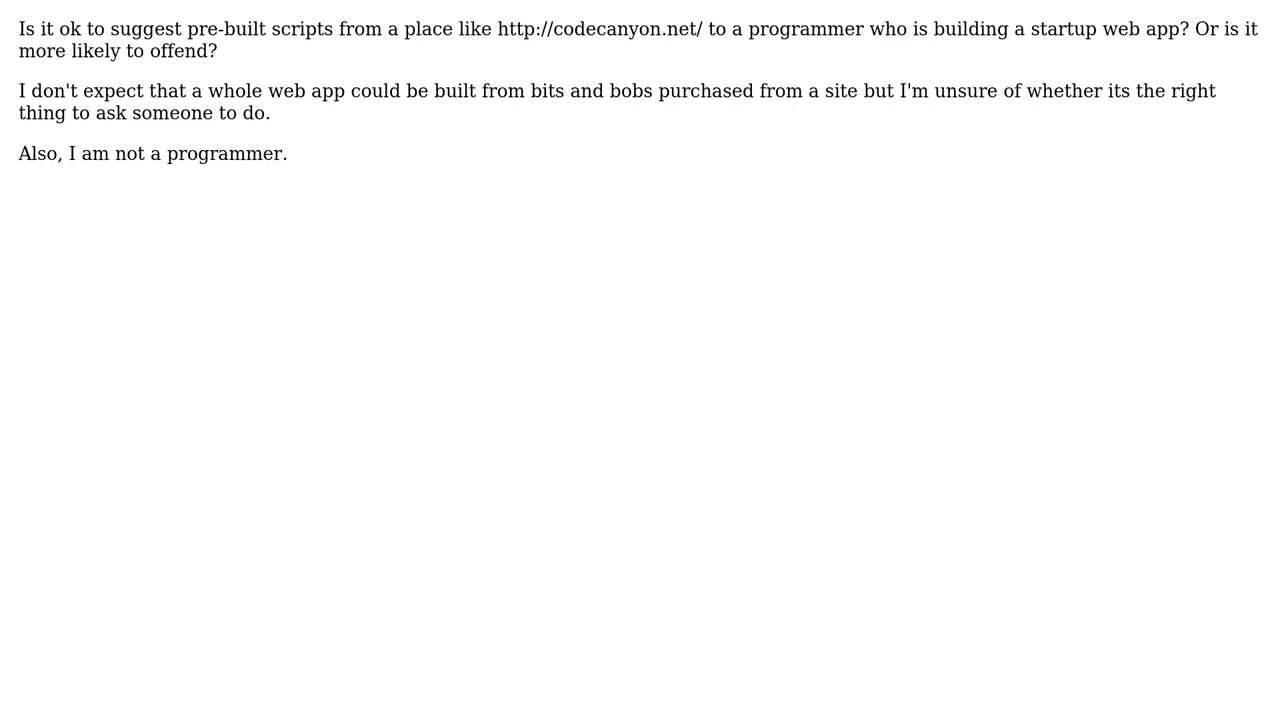 Is it ok to suggest pre-built scripts from a place like http://codecanyon.net/ to a programmer who is building a startup web app? Or is it
more likely to offend?
I don't expect that a whole web app could be built from bits and bobs purchased from a site but I'm unsure of whether its the right
thing to ask someone to do.
Also, I am not a programmer.